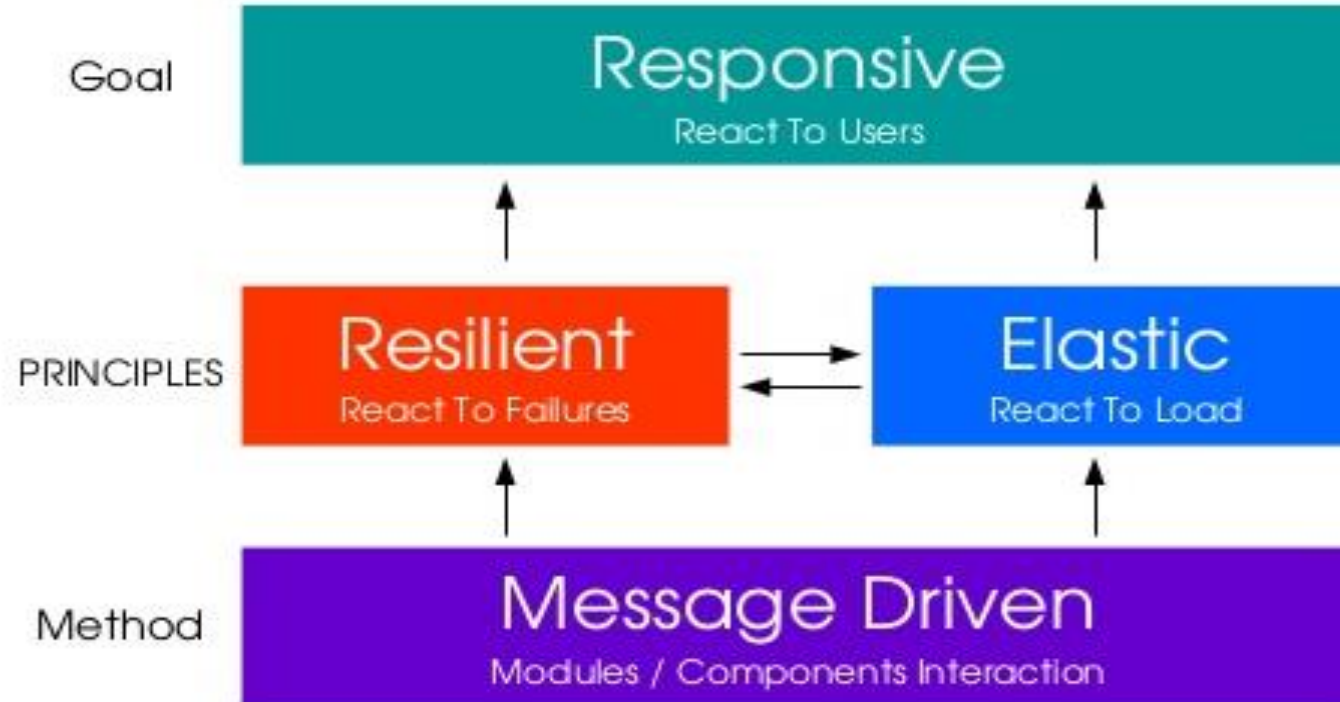 Goal
Responsive
React To Users
PRINCIPLES
Resilient
React To Failures
Elastic
React To Load
Method
Message Driven
Modules / Components Interaction